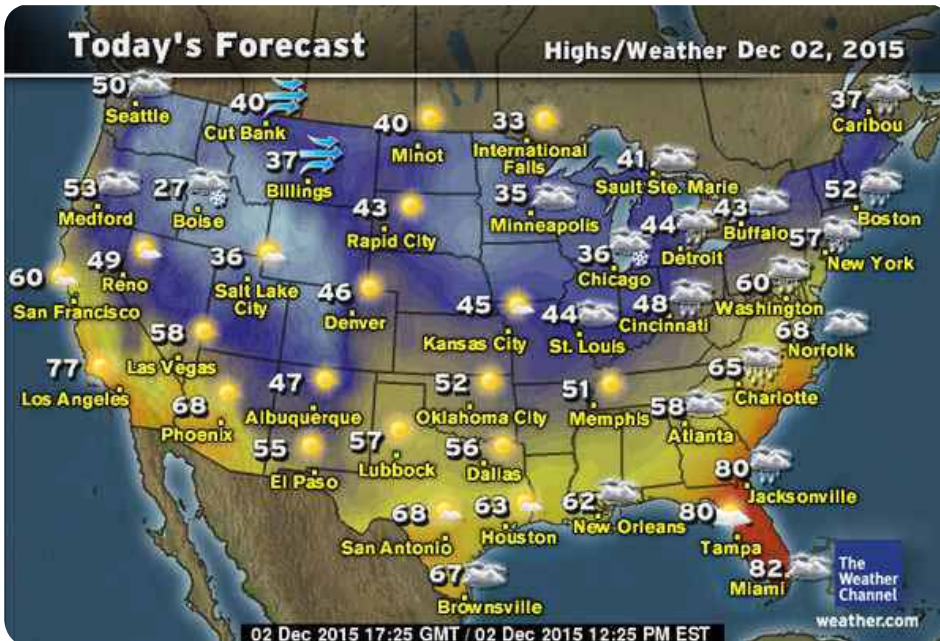 Today's Forecast
Highs/Weather Dec 02, 2015
50
Seattle
40
Cut Bank
40
Minot
33
International
Falls
37
Caribou
37
Billings
41
Sault Ste. Marie
53
Medford
27
Boise
43
Rapid City
35
Minneapolis
44
Detroit
43
Buffalo
52
Boston
57
New York
49
Reno
36
Salt Lake
City
36
Chicago
60
San Francisco
46
Denver
45
Kansas City
44
St. Louis
48
Cincinnati
60
Washington
68
Norfolk
58
Las Vegas
77
Los Angeles
68
Phoenix
47
Albuquerque
52
Oklahoma City
51
Memphis
65
Charlotte
58
Atlanta
55
El Paso
57
Lubbock
56
Dallas
80
Jacksonville
68
San Antonio
63
Houston
62
New Orleans
80
Tampa
67
Brownsville
82
Miami
The
Weather
Channel
weather.com
02 Dec 2015 17:25 GMT / 02 Dec 2015 12:25 PM EST